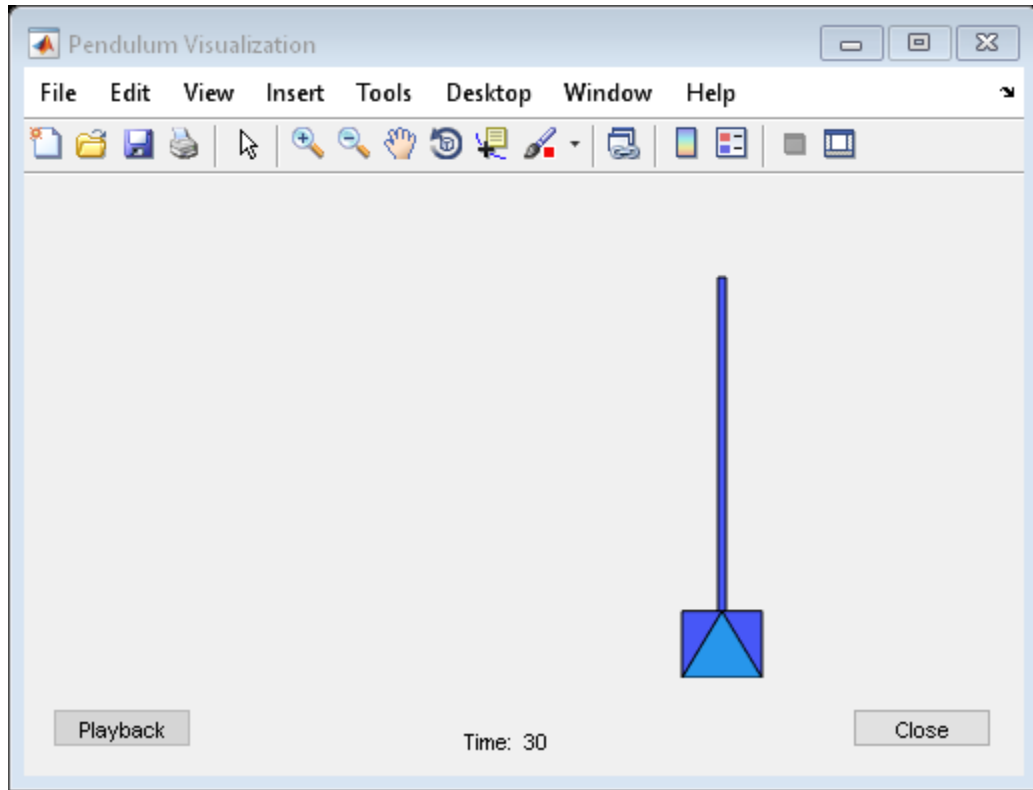 Pendulum Visualization
File Edit View Insert Tools Desktop Window Help
Playback
Time: 30
Close